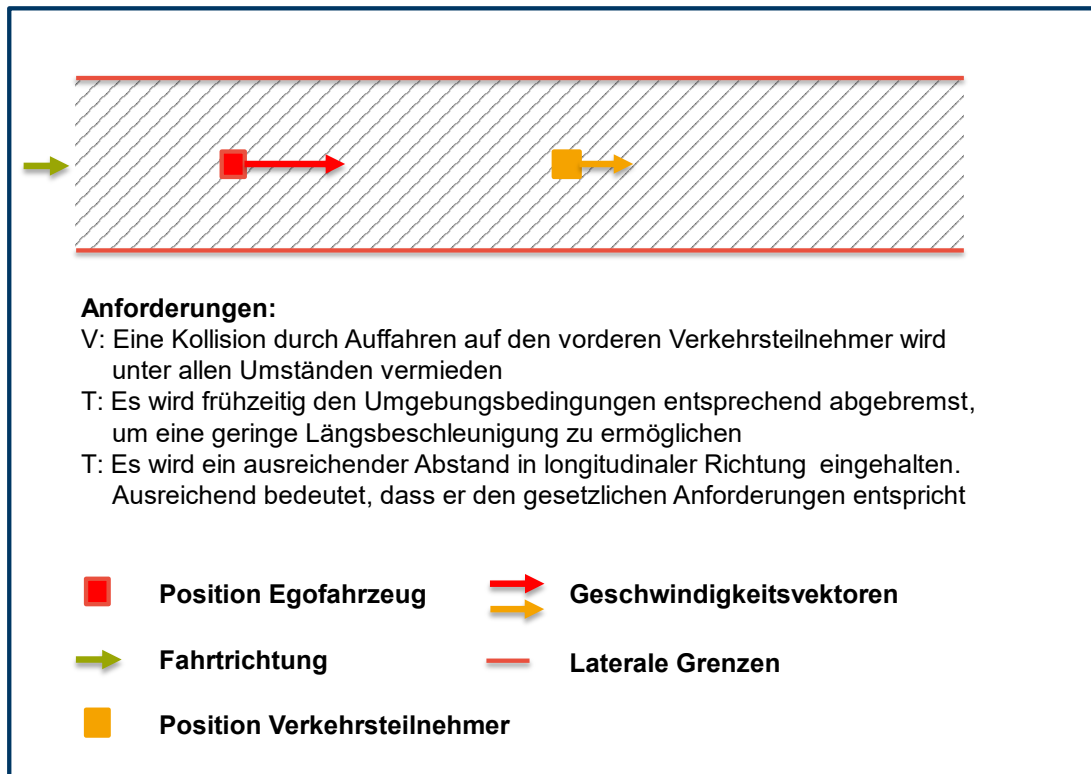 Anforderungen:
V: Eine Kollision durch Auffahren auf den vorderen Verkehrsteilnehmer wird
unter allen Umständen vermieden
T: Es wird frühzeitig den Umgebungsbedingungen entsprechend abgebremst,
um eine geringe Längsbeschleunigung zu ermöglichen
T: Es wird ein ausreichender Abstand in longitudinaler Richtung eingehalten.
Ausreichend bedeutet, dass er den gesetzlichen Anforderungen entspricht
Position Egofahrzeug
Geschwindigkeitsvektoren
Fahrtrichtung
Laterale Grenzen
Position Verkehrsteilnehmer